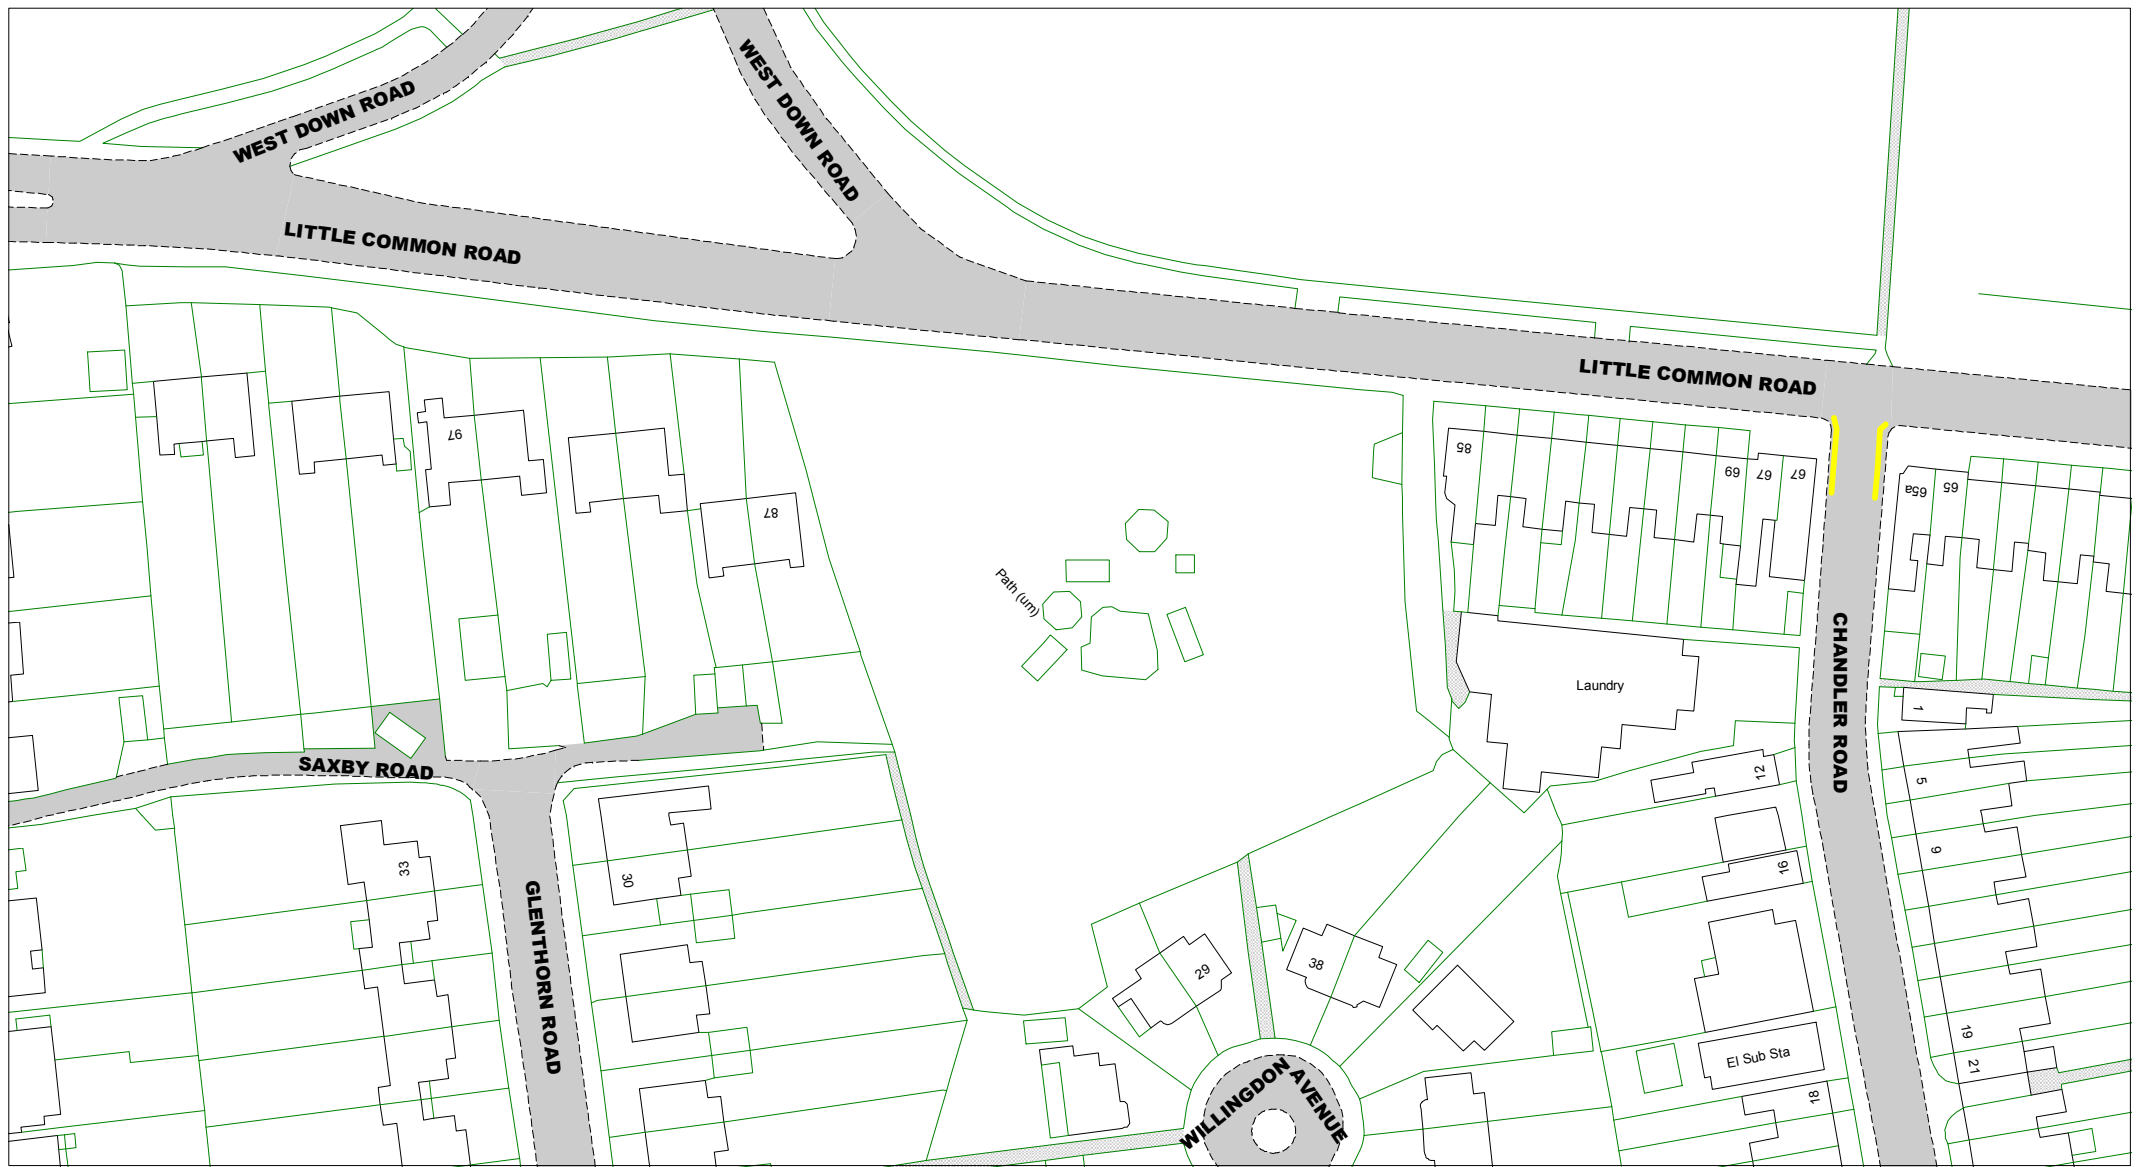 WEST DOWN ROAD
WEST DOWN ROAD
LITTLE COMMON ROAD
LITTLE COMMON ROAD
97
87
85
69
67
67
65a
65
Path (um)
CHANDLER ROAD
Laundry
1
SAXBY ROAD
12
5
33
30
9
16
GLENTHORN ROAD
29
38
19
El Sub Sta
21
18
WILLINGDON AVENUE